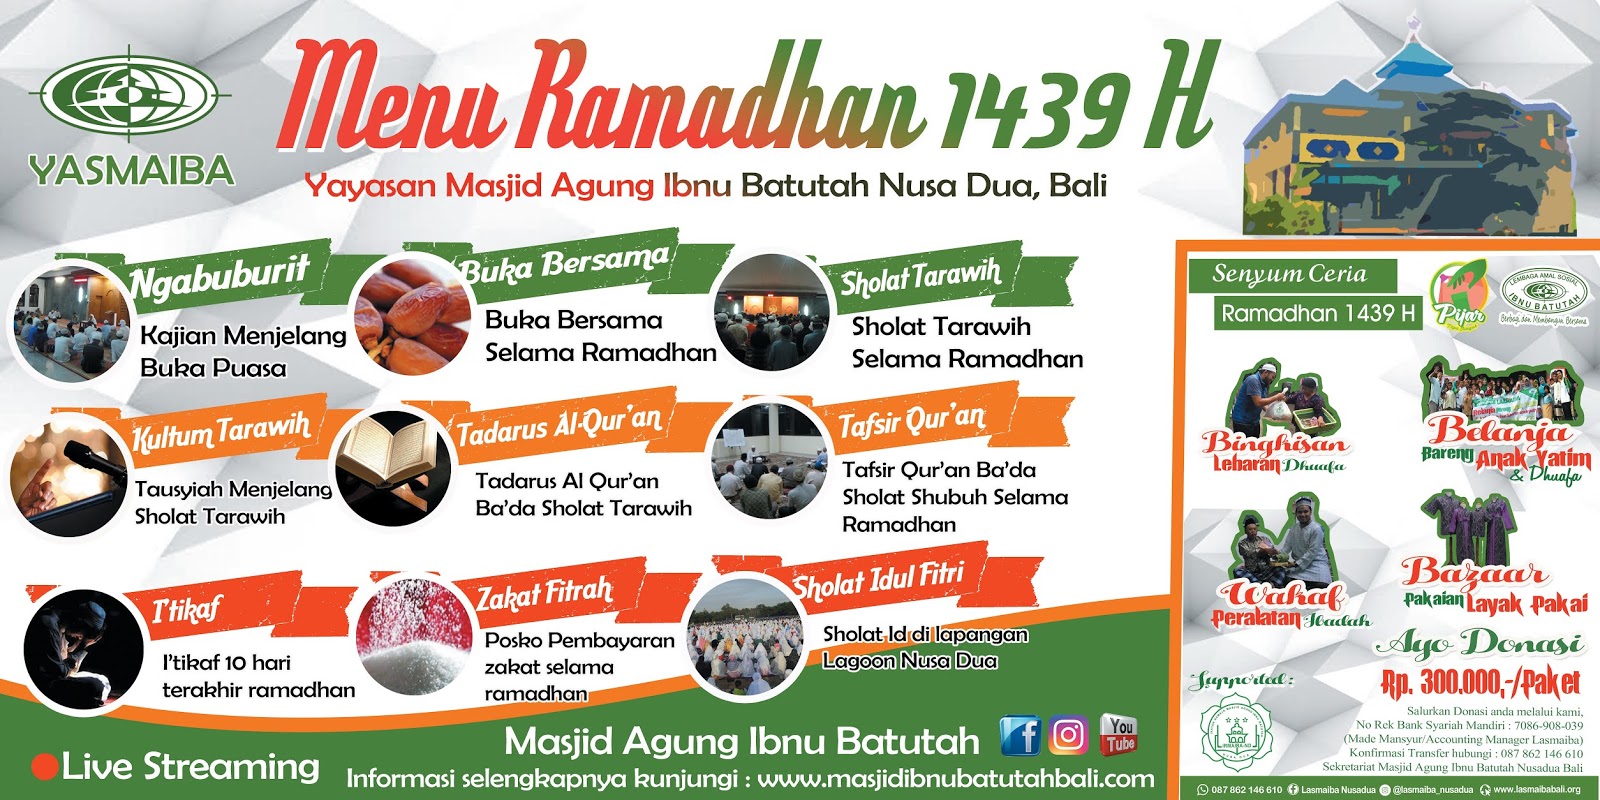 YASMAIBA
Menu Ramadhan 1439 H
Yayasan Masjid Agung Ibnu Batutah Nusa Dua, Bali
Ngabuburit
Kajian Menjelang
Buka Puasa
Buka Bersama
Buka Bersama
Selama Ramadhan
Sholat Tarawih
Sholat Tarawih
Selama Ramadhan
Kultum Tarawih
Tausyiah Menjelang
Sholat Tarawih
Tadarus Al-Qur'an
Tadarus Al Qur'an
Ba'da Sholat Tarawih
Tafsir Qur'an
Tafsir Qur'an Ba'da
Sholat Shubuh Selama
Ramadhan
I'tikaf
I'tikaf 10 hari
terakhir ramadhan
Zakat Fitrah
Posko Pembayaran
zakat selama
ramadhan
Sholat Idul Fitri
Sholat Id di lapangan
Lagoon Nusa Dua
Live Streaming
Masjid Agung Ibnu Batutah
You
Tube
Informasi selengkapnya kunjungi : www.masjidibnubatutahbali.com
Senyum Ceria
Ramadhan 1439 H
Pijar
LEMBAGA AMAL SOSIAL
IBNU BATUTAH
Berbagi dan Membangun Bersama
Binghisan
Lebaran Dhuafa
Belanja
Bareng Anak Yatim
& Dhuafa
Wakaf
Peralatan Ibadah
Bazaar
Pakaian Layak Pakai
Ayo Donasi
Rp. 300.000,-/Paket
Supported :
Salurkan Donasi anda melalui kami,
No Rek Bank Syariah Mandiri : 7086-908-039
(Made Mansyur/Accounting Manager Lasmaiba)
Konfirmasi Transfer hubungi : 087 862 146 610
Sekretariat Masjid Agung Ibnu Batutah Nusadua Bali
087 862 146 610 Lasmaiba Nusadua @lasmaiba_nusadua www.lasmaibabali.org